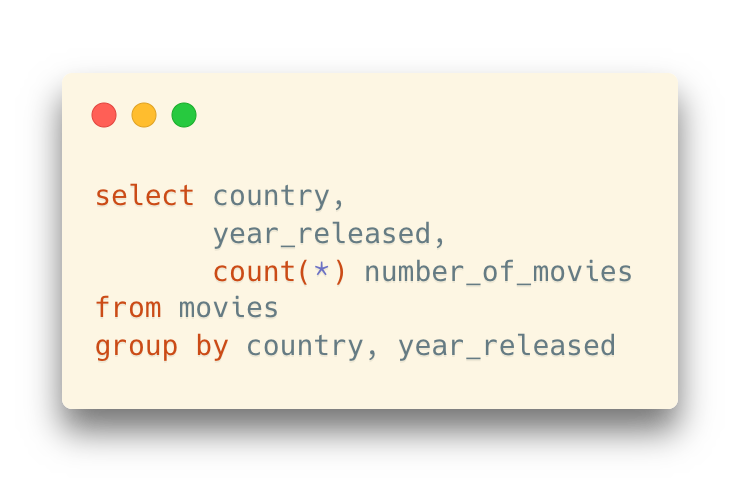 select country,
       year_released,
       count(*) number_of_movies
from movies
group by country, year_released